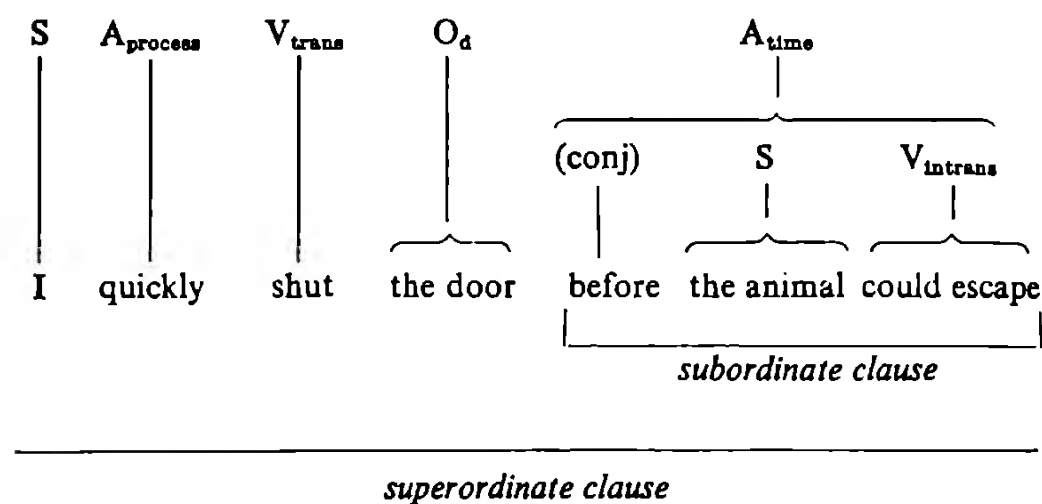 S A_process V_trans O_d A_time
(conj) S V_intrans
I quickly shut the door before the animal could escape
subordinate clause
superordinate clause